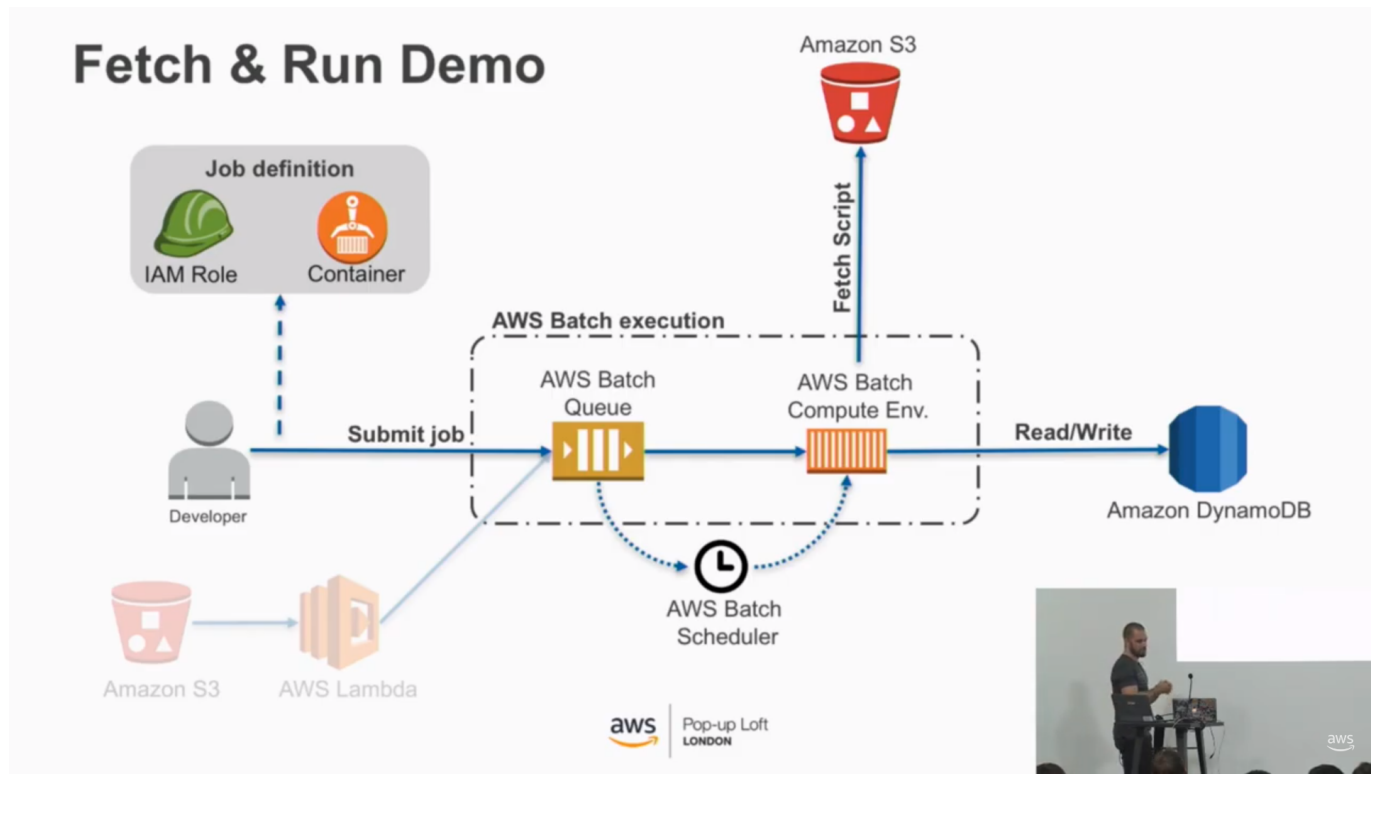 Fetch & Run Demo
Amazon S3
Job definition
IAM Role
Container
Fetch Script
AWS Batch execution
AWS Batch
Queue
AWS Batch
Compute Env.
Submit job
Read/Write
Developer
Amazon DynamoDB
AWS Batch
Scheduler
Amazon S3
AWS Lambda
aws
Pop-up Loft
LONDON
aws